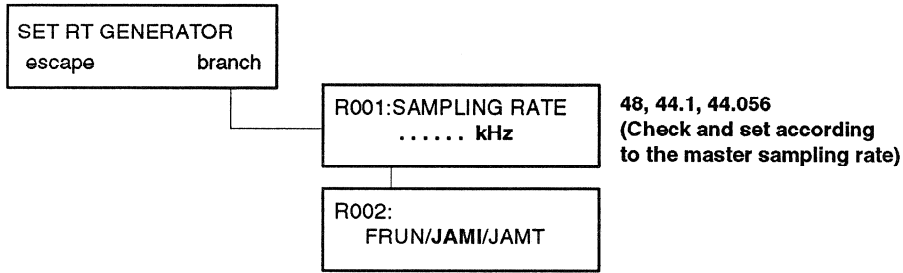 SET RT GENERATOR
escape branch
R001:SAMPLING RATE
...... kHz
48, 44.1, 44.056
(Check and set according
to the master sampling rate)
R002:
FRUN/JAMI/JAMT